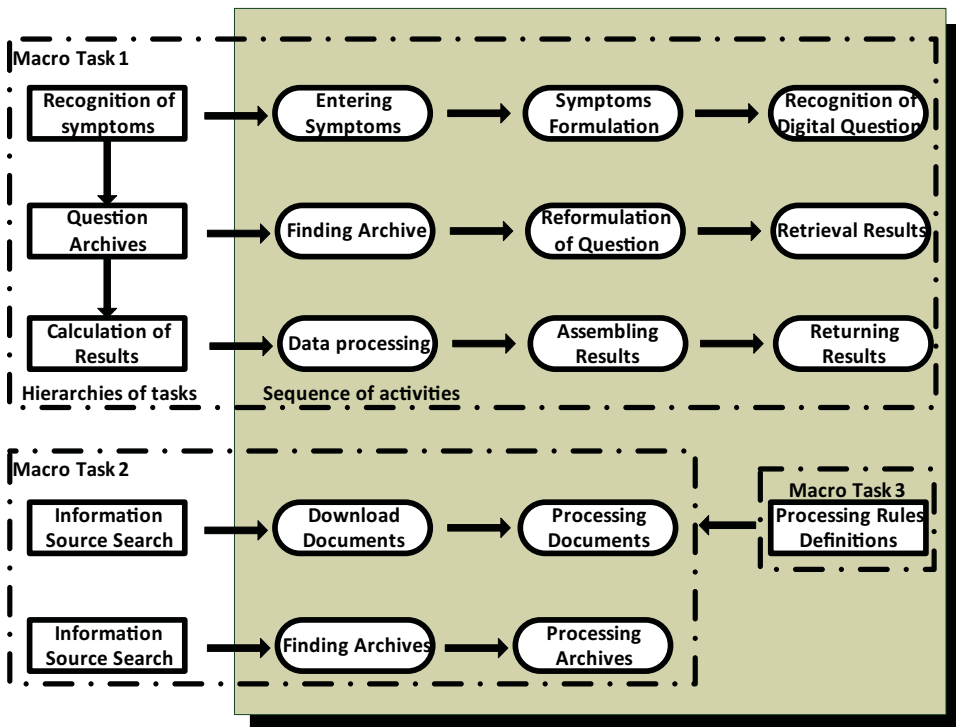 Macro Task 1
Recognition of
symptoms
Entering
Symptoms
Symptoms
Formulation
Recognition of
Digital Question
Question
Archives
Finding Archive
Reformulation
of Question
Retrieval Results
Calculation of
Results
Data processing
Assembling
Results
Returning
Results
Hierarchies of tasks
Sequence of activities
Macro Task 2
Information
Source Search
Download
Documents
Processing
Documents
Macro Task 3
Processing Rules
Definitions
Information
Source Search
Finding Archives
Processing
Archives